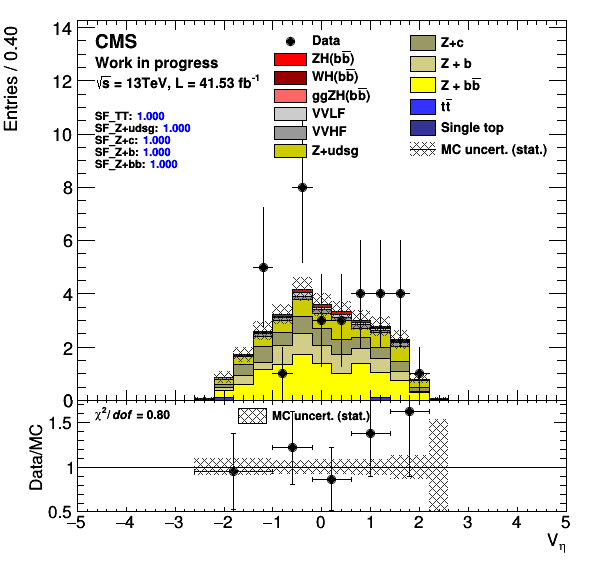 CMS
Work in progress
√s = 13TeV, L = 41.53 fb⁻¹
SF_TT: 1.000
SF_Z+udsg: 1.000
SF_Z+c: 1.000
SF_Z+b: 1.000
SF_Z+bb: 1.000
Data
ZH(bb̅)
WH(bb̅)
ggZH(bb̅)
VVLF
VVHF
Z+udsg
Z+c
Z + b
Z + bb̅
tt̅
Single top
MC uncert. (stat.)
Entries / 0.40
14
12
10
8
6
4
2
0
χ²/ dof = 0.80
MC uncert. (stat.)
Data/MC
1.5
1
0.5
−5 −4 −3 −2 −1 0 1 2 3 4 5
V_η